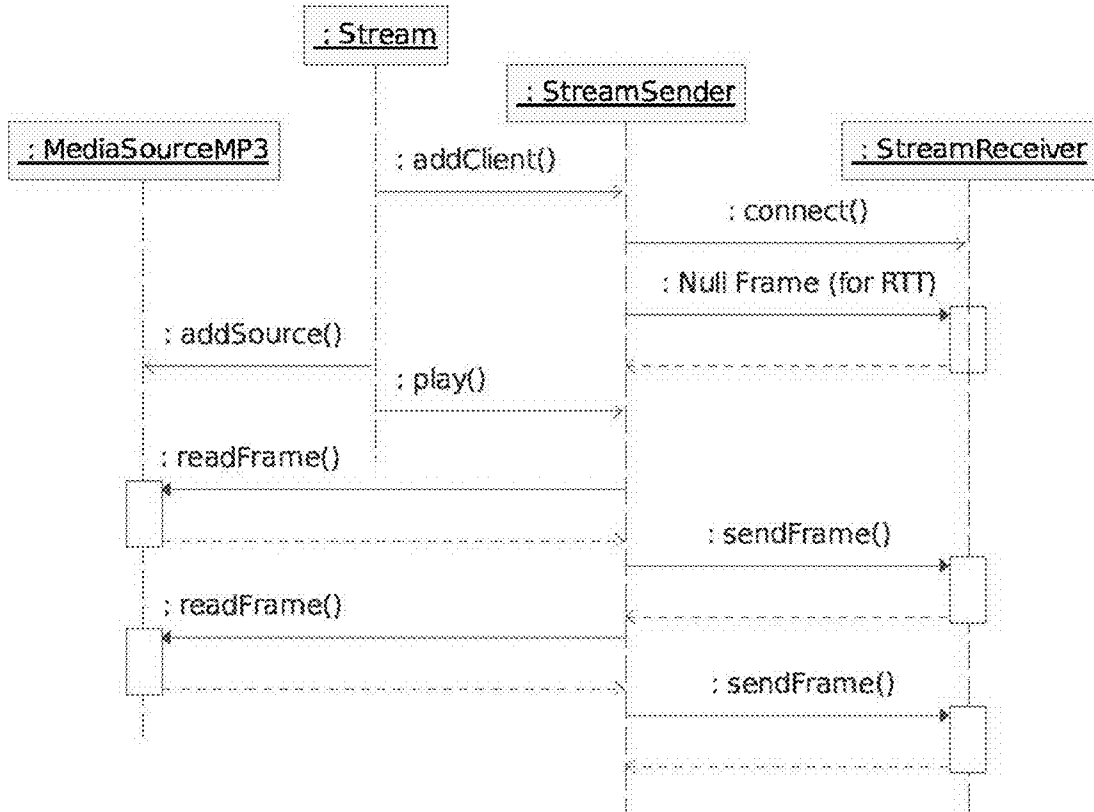 : Stream
: StreamSender
: MediaSourceMP3
: StreamReceiver
: addClient()
: connect()
: Null Frame (for RTT)
: addSource()
: play()
: readFrame()
: sendFrame()
: readFrame()
: sendFrame()